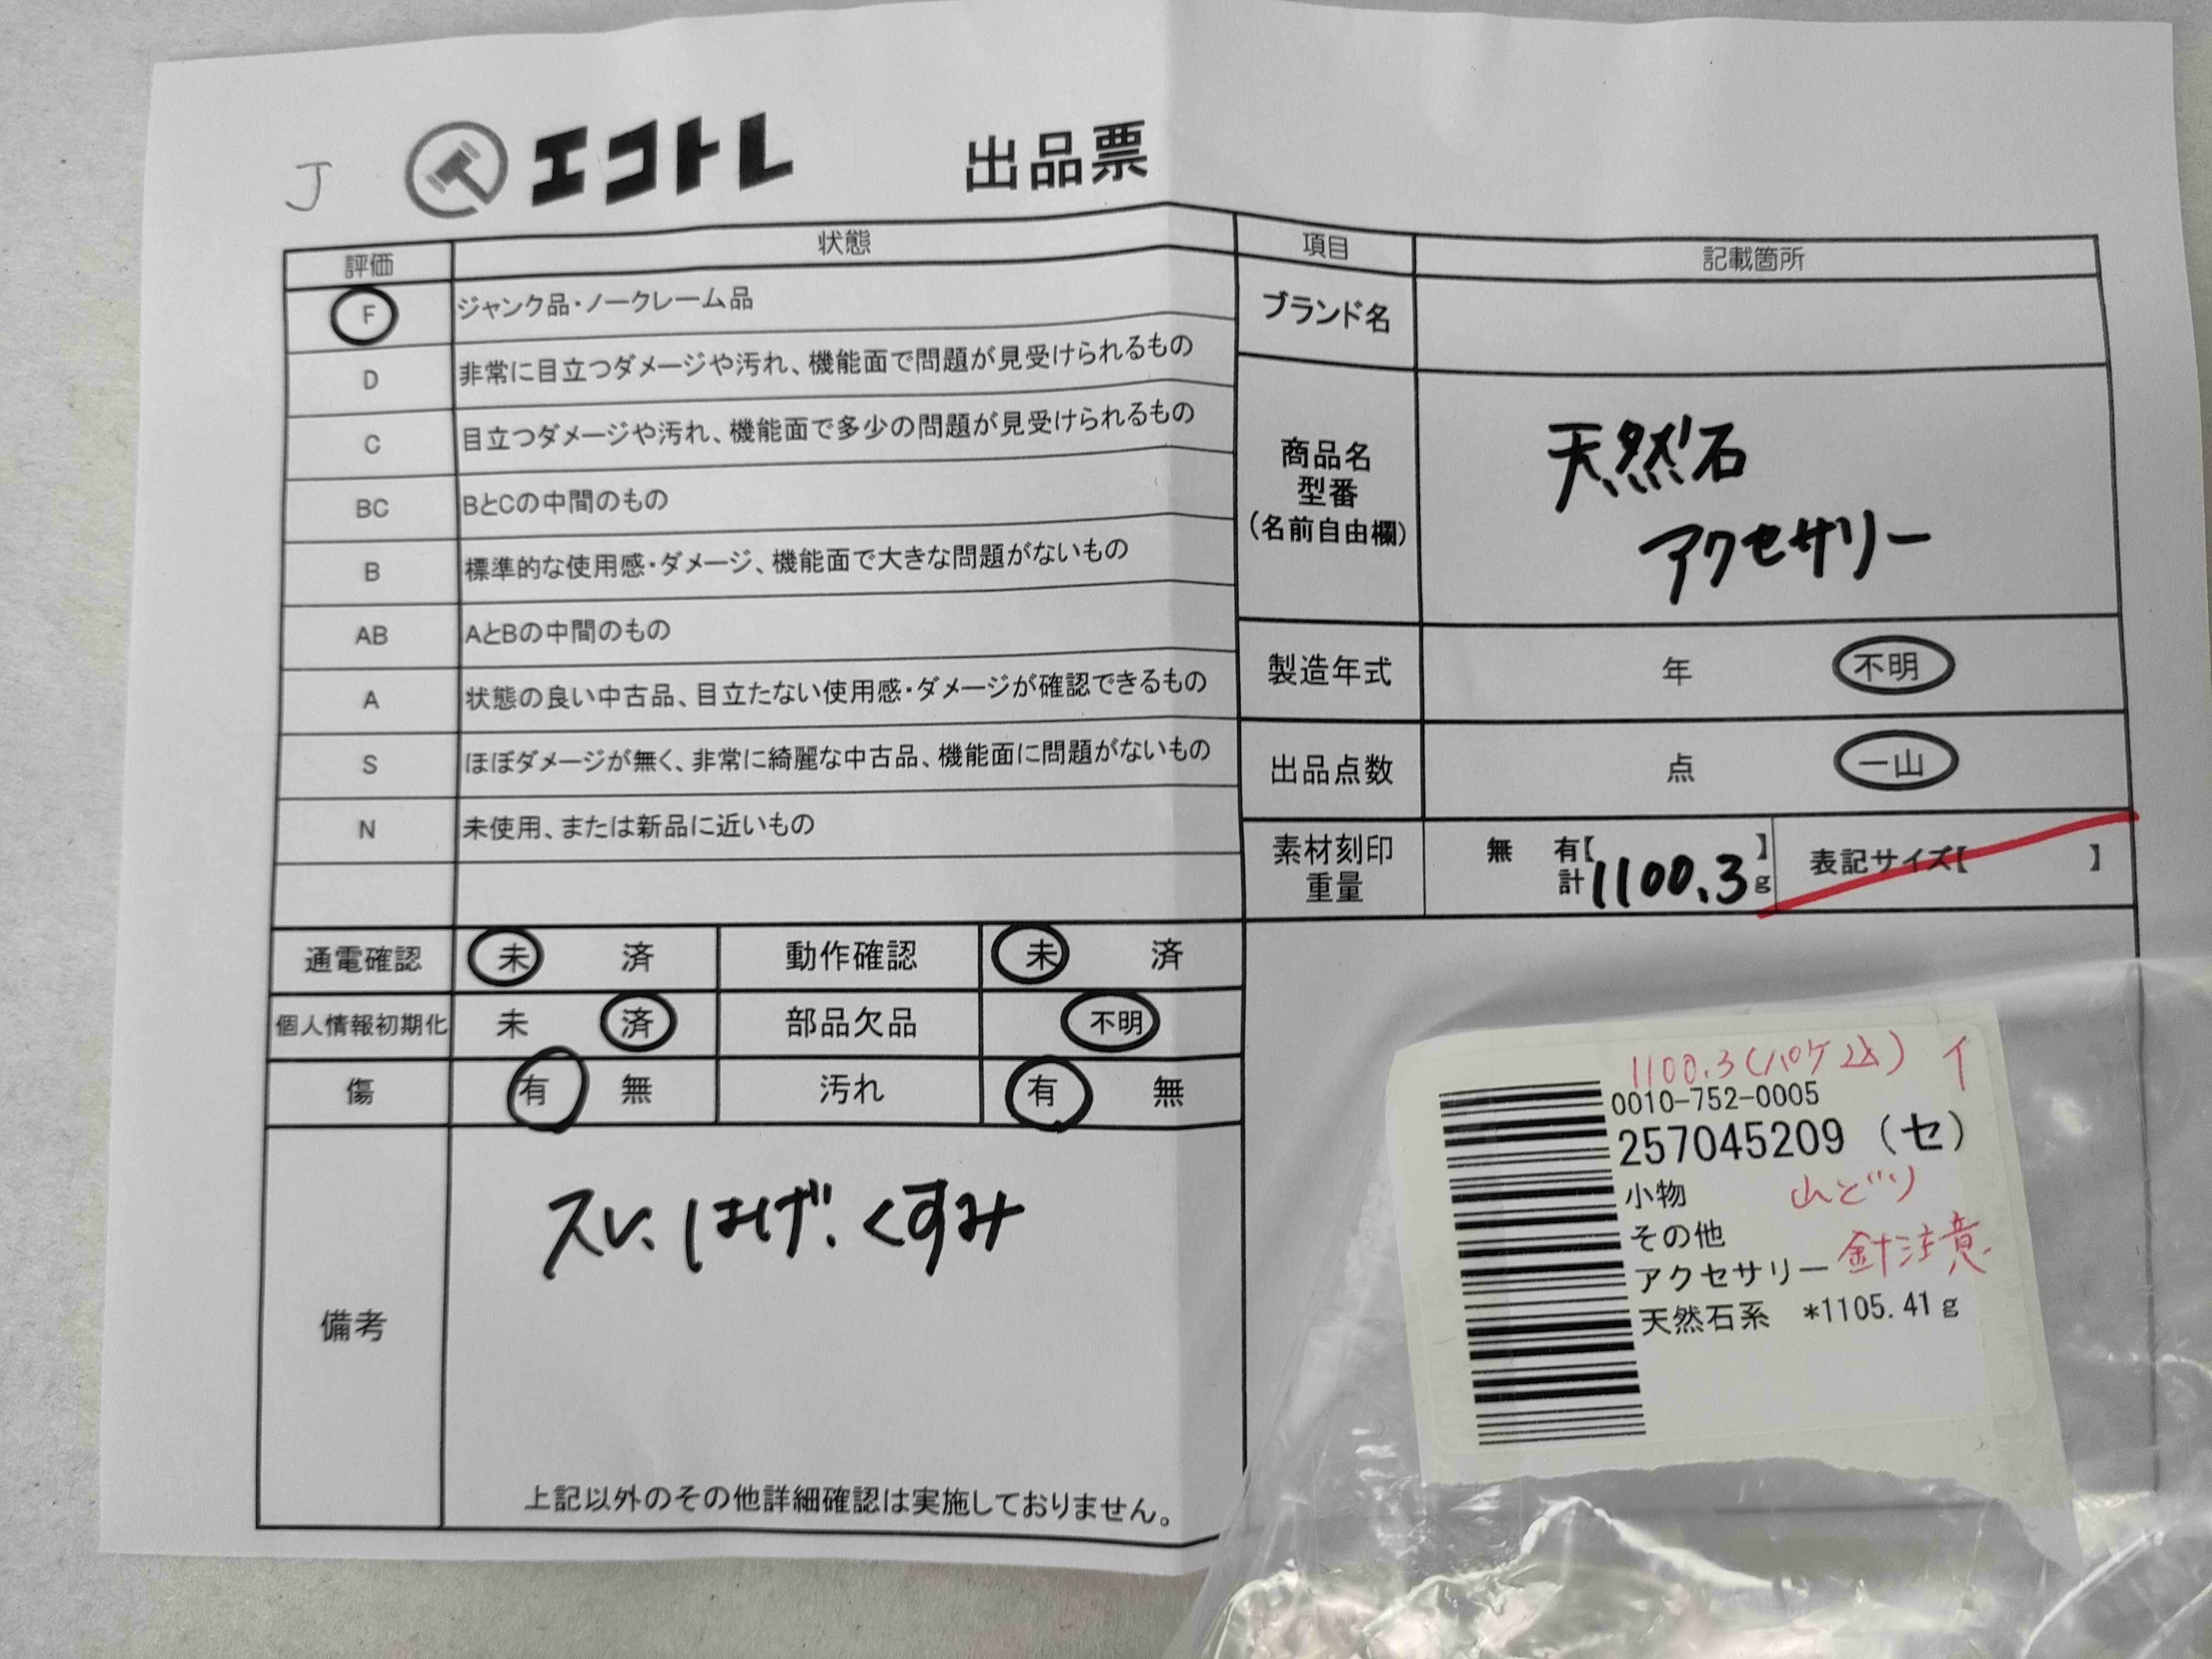 J エコトレ 出品票
評価 状態
F ジャンク品・ノークレーム品
D 非常に目立つダメージや汚れ、機能面で問題が見受けられるもの
C 目立つダメージや汚れ、機能面で多少の問題が見受けられるもの
BC BとCの中間のもの
B 標準的な使用感・ダメージ、機能面で大きな問題がないもの
AB AとBの中間のもの
A 状態の良い中古品、目立たない使用感・ダメージが確認できるもの
S ほぼダメージが無く、非常に綺麗な中古品、機能面に問題がないもの
N 未使用、または新品に近いもの
項目 記載箇所
ブランド名
商品名
型番
(名前自由欄)
天然石
アクセサリー
製造年式 年 不明
出品点数 点 一山
素材刻印
重量
無 有【 】
計 1100.3 g
表記サイズ【 】
通電確認 未 済 動作確認 未 済
個人情報初期化 未 済 部品欠品 不明
傷 有 無 汚れ 有 無
備考
スレ、はげ、くすみ
上記以外のその他詳細確認は実施しておりません。
1100.3(パケ込) イ
0010-752-0005
257045209 (セ)
小物 山どり
その他
アクセサリー 針注意
天然石系 *1105.41g